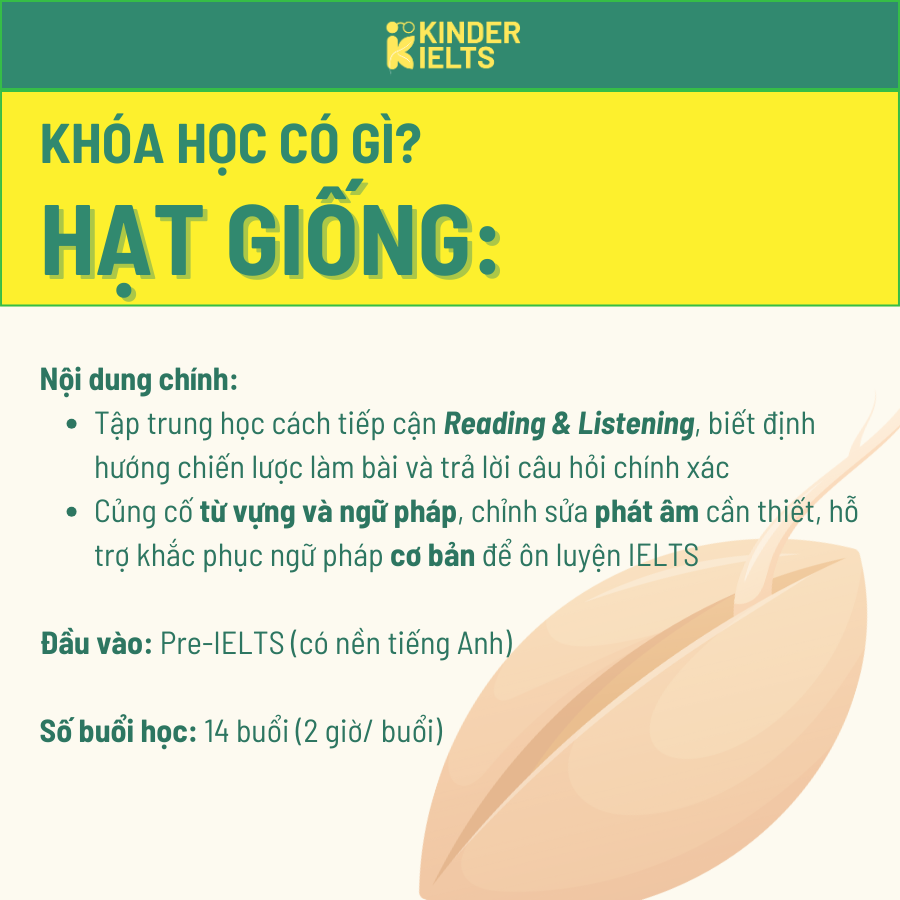 KINDER
IELTS
KHÓA HỌC CÓ GÌ?
HẠT GIỐNG:
Nội dung chính:
• Tập trung học cách tiếp cận Reading & Listening, biết định
hướng chiến lược làm bài và trả lời câu hỏi chính xác
• Củng cố từ vựng và ngữ pháp, chỉnh sửa phát âm cần thiết, hỗ
trợ khắc phục ngữ pháp cơ bản để ôn luyện IELTS
Đầu vào: Pre-IELTS (có nền tiếng Anh)
Số buổi học: 14 buổi (2 giờ/ buổi)